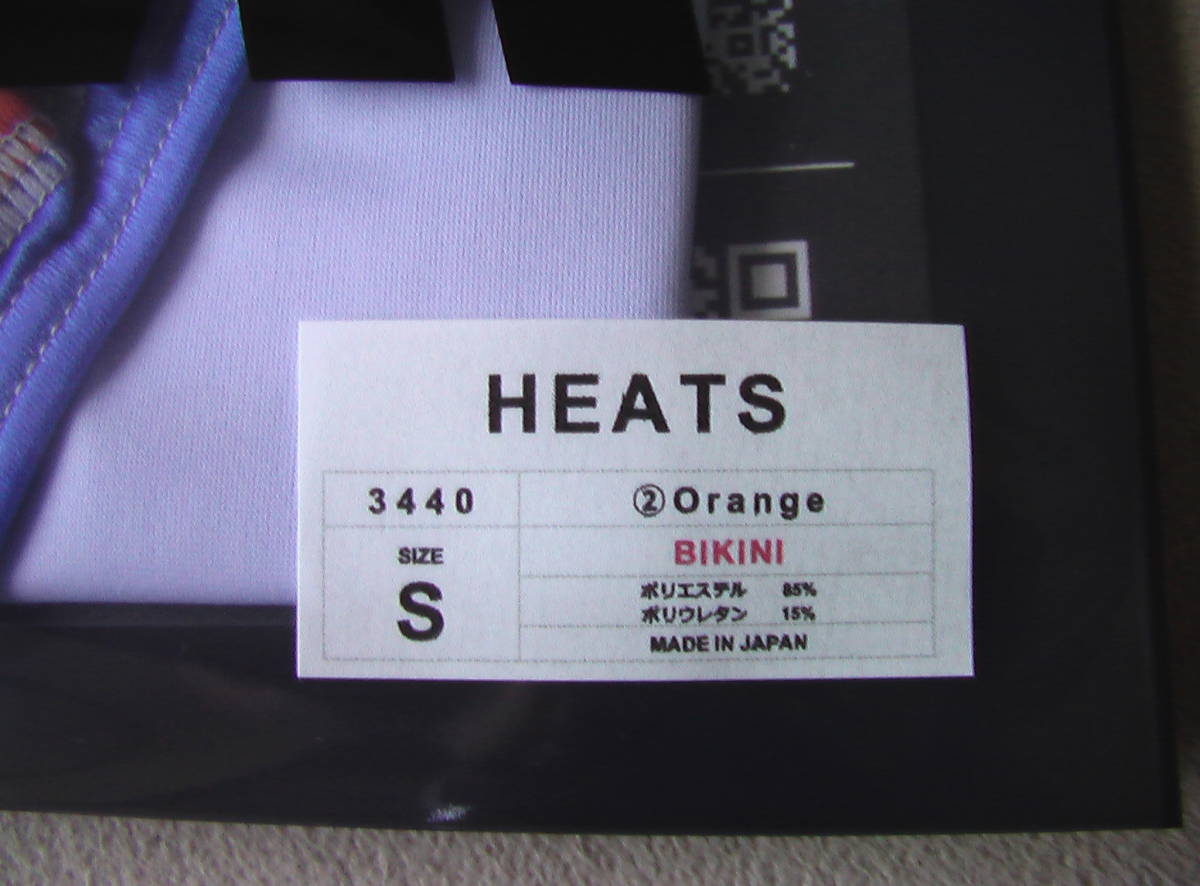 HEATS
3440
②Orange
SIZE
S
BIKINI
ポリエステル 85%
ポリウレタン 15%
MADE IN JAPAN